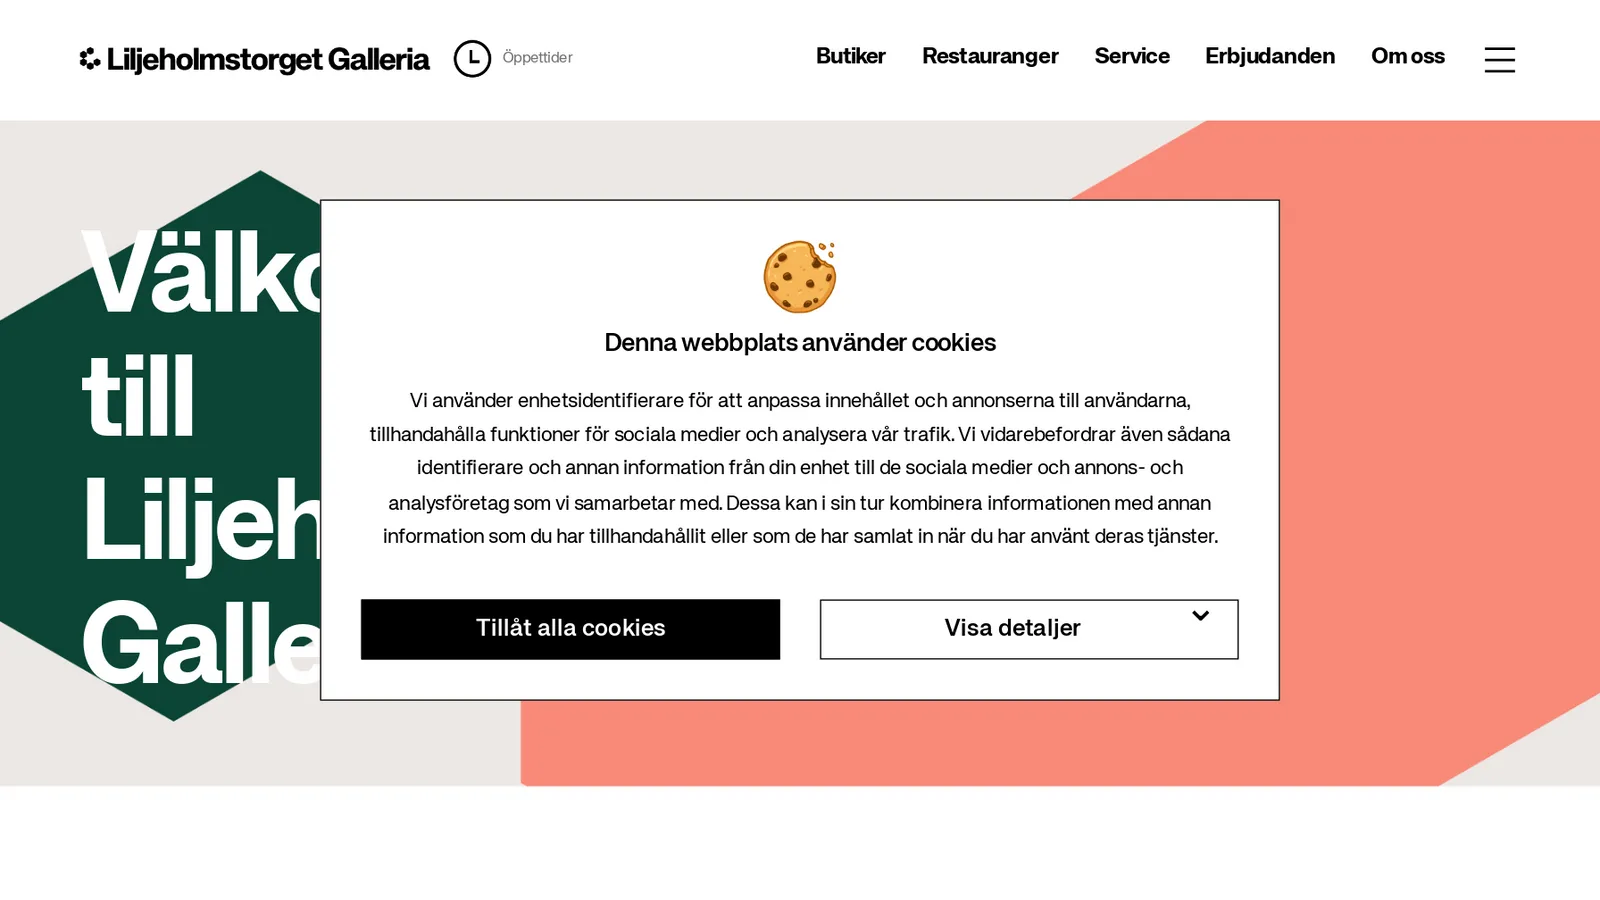 Liljeholmstorget Galleria
Öppettider
Butiker
Restauranger
Service
Erbjudanden
Om oss
Välko
till
Liljeh
Galle
Denna webbplats använder cookies
Vi använder enhetsidentifierare för att anpassa innehållet och annonserna till användarna,
tillhandahålla funktioner för sociala medier och analysera vår trafik. Vi vidarebefordrar även sådana
identifierare och annan information från din enhet till de sociala medier och annons- och
analysföretag som vi samarbetar med. Dessa kan i sin tur kombinera informationen med annan
information som du har tillhandahållit eller som de har samlat in när du har använt deras tjänster.
Tillåt alla cookies
Visa detaljer